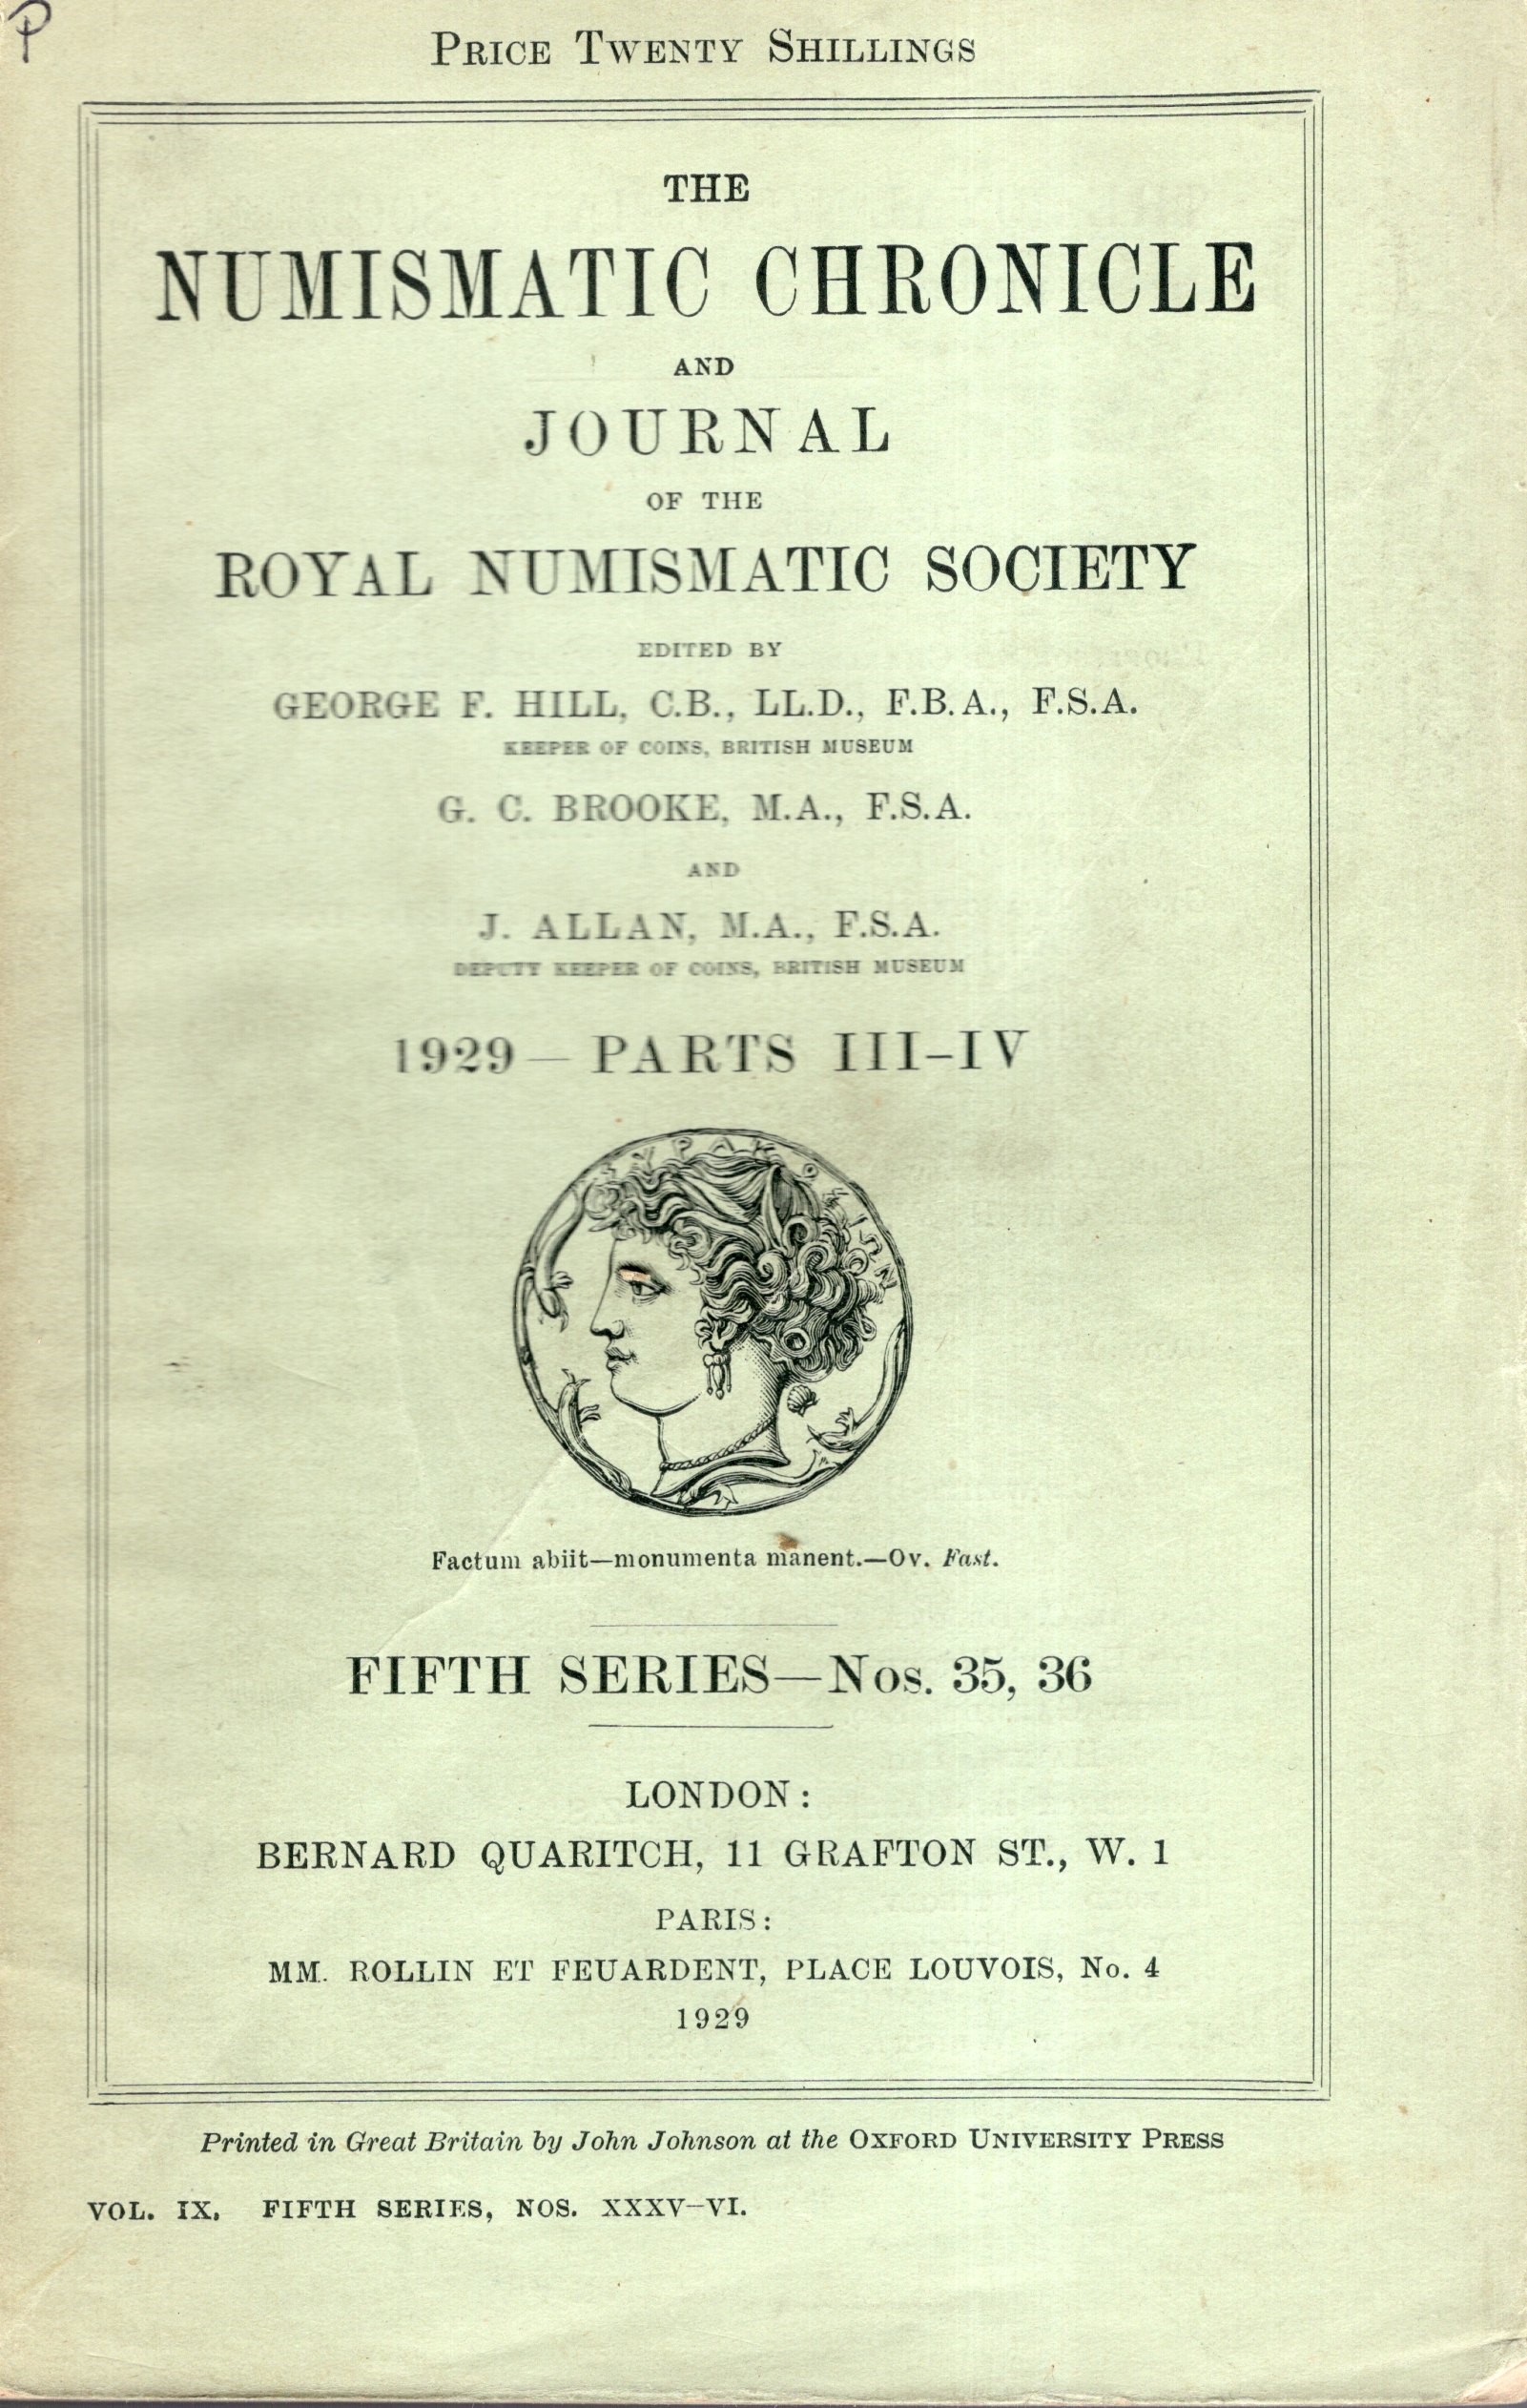 P
PRICE TWENTY SHILLINGS
THE
NUMISMATIC CHRONICLE
AND
JOURNAL
OF THE
ROYAL NUMISMATIC SOCIETY
EDITED BY
GEORGE F. HILL, C.B., LL.D., F.B.A., F.S.A.
KEEPER OF COINS, BRITISH MUSEUM
G. C. BROOKE, M.A., F.S.A.
AND
J. ALLAN, M.A., F.S.A.
DEPUTY KEEPER OF COINS, BRITISH MUSEUM
1929 — PARTS III–IV
Factum abiit—monumenta manent.—Ov. Fast.
FIFTH SERIES—Nos. 35, 36
LONDON:
BERNARD QUARITCH, 11 GRAFTON ST., W. 1
PARIS:
MM. ROLLIN ET FEUARDENT, PLACE LOUVOIS, No. 4
1929
Printed in Great Britain by John Johnson at the OXFORD UNIVERSITY PRESS
VOL. IX. FIFTH SERIES, NOS. XXXV–VI.